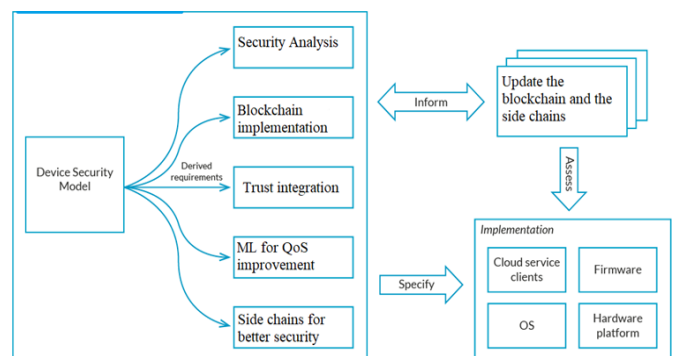 Security Analysis
Blockchain
implementation
Device Security
Model
Derived
requirements
Trust integration
ML for QoS
improvement
Side chains for
better security
Inform
Update the
blockchain and the
side chains
Assess
Specify
Implementation
Cloud service
clients
Firmware
OS
Hardware
platform